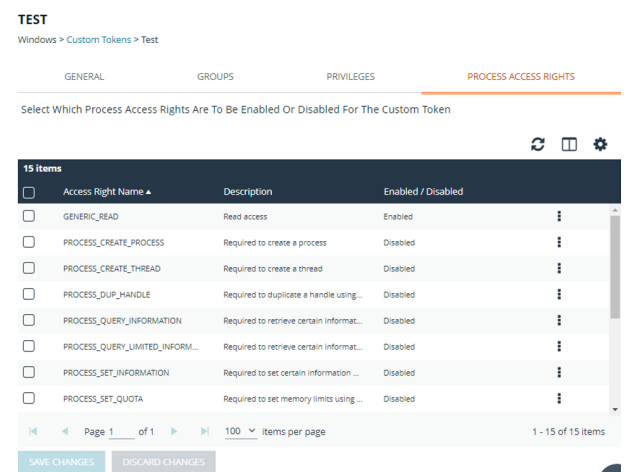 TEST
Windows > Custom Tokens > Test
GENERAL GROUPS PRIVILEGES PROCESS ACCESS RIGHTS
Select Which Process Access Rights Are To Be Enabled Or Disabled For The Custom Token
15 items
Access Right Name Description Enabled / Disabled
GENERIC_READ Read access Enabled
PROCESS_CREATE_PROCESS Required to create a process Disabled
PROCESS_CREATE_THREAD Required to create a thread Disabled
PROCESS_DUP_HANDLE Required to duplicate a handle using... Disabled
PROCESS_QUERY_INFORMATION Required to retrieve certain informat... Disabled
PROCESS_QUERY_LIMITED_INFORM... Required to retrieve certain informat... Disabled
PROCESS_SET_INFORMATION Required to set certain information ... Disabled
PROCESS_SET_QUOTA Required to set memory limits using ... Disabled
Page 1 of 1 100 items per page 1 - 15 of 15 items
SAVE CHANGES DISCARD CHANGES